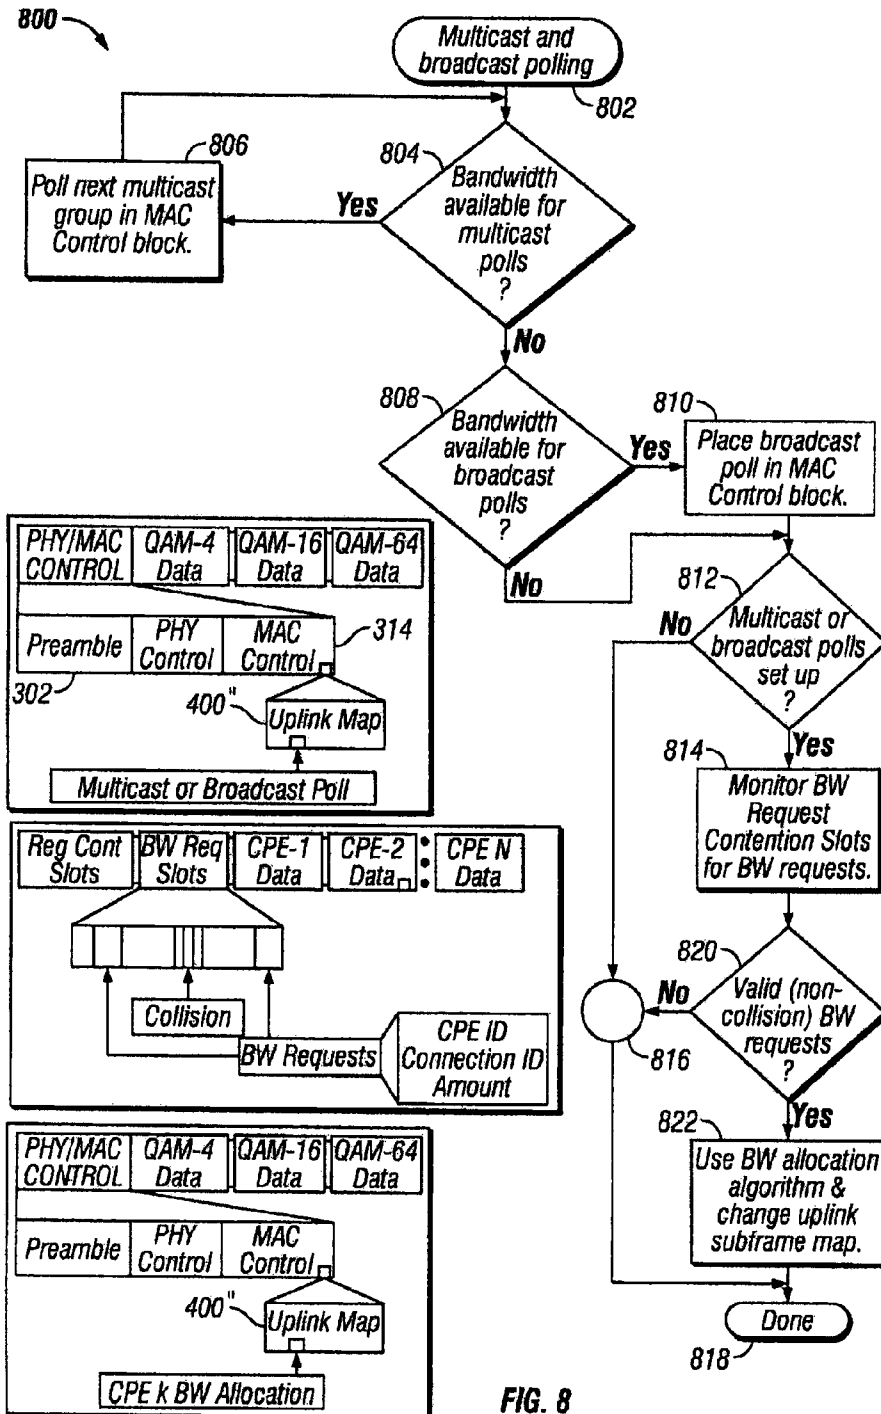 800
Multicast and
broadcast polling
802
806
804
Poll next multicast
group in MAC
Control block.
Yes
Bandwidth
available for
multicast
polls
?
No
808
Bandwidth
available for
broadcast
polls
?
Yes
810
Place broadcast
poll in MAC
Control block.
No
812
Multicast or
broadcast polls
set up
?
No
Yes
814
Monitor BW
Request
Contention Slots
for BW requests.
820
Valid (non-
collision) BW
requests
?
No
816
Yes
822
Use BW allocation
algorithm &
change uplink
subframe map.
Done
818
PHY/MAC
CONTROL
QAM-4
Data
QAM-16
Data
QAM-64
Data
Preamble
PHY
Control
MAC
Control
314
302
400"
Uplink Map
Multicast or Broadcast Poll
Reg Cont
Slots
BW Req
Slots
CPE-1
Data
CPE-2
Data
CPE N
Data
Collision
BW Requests
CPE ID
Connection ID
Amount
PHY/MAC
CONTROL
QAM-4
Data
QAM-16
Data
QAM-64
Data
Preamble
PHY
Control
MAC
Control
400"
Uplink Map
CPE k BW Allocation
FIG. 8